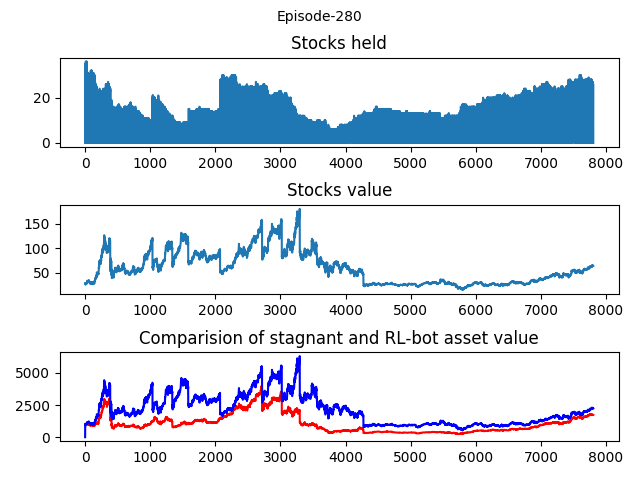 Episode-280
Stocks held
20
0
0 1000 2000 3000 4000 5000 6000 7000 8000
Stocks value
150
100
50
0 1000 2000 3000 4000 5000 6000 7000 8000
Comparision of stagnant and RL-bot asset value
5000
2500
0
0 1000 2000 3000 4000 5000 6000 7000 8000